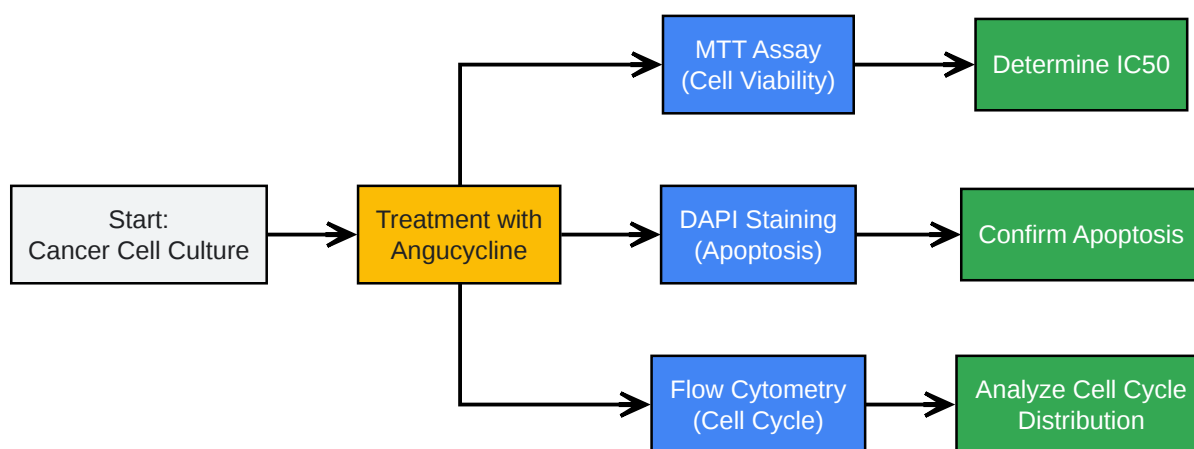 Start:
Cancer Cell Culture
Treatment with
Angucycline
MTT Assay
(Cell Viability)
Determine IC50
DAPI Staining
(Apoptosis)
Confirm Apoptosis
Flow Cytometry
(Cell Cycle)
Analyze Cell Cycle
Distribution